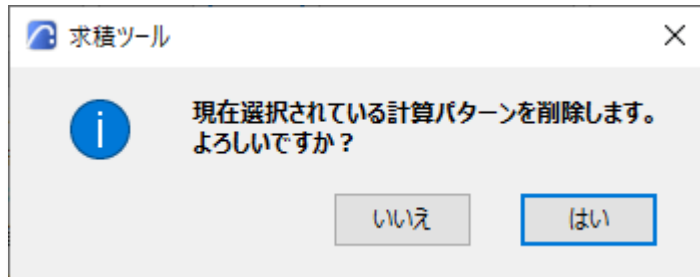 求積ツール
現在選択されている計算パターンを削除します。
よろしいですか？
いいえ
はい